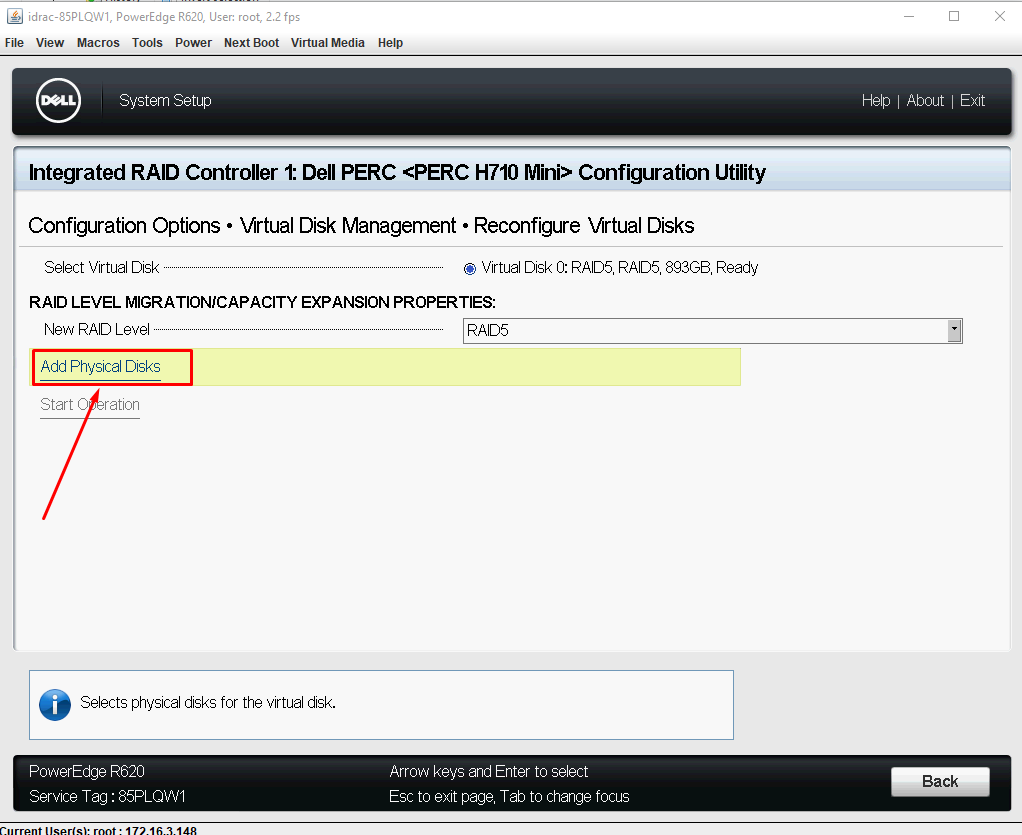 idrac-85PLQW1, PowerEdge R620, User: root, 2.2 fps
File View Macros Tools Power Next Boot Virtual Media Help
DELL System Setup Help | About | Exit
Integrated RAID Controller 1: Dell PERC <PERC H710 Mini> Configuration Utility
Configuration Options • Virtual Disk Management • Reconfigure Virtual Disks
Select Virtual Disk Virtual Disk 0: RAID5, RAID5, 893GB, Ready
RAID LEVEL MIGRATION/CAPACITY EXPANSION PROPERTIES:
New RAID Level RAID5
Add Physical Disks
Start Operation
Selects physical disks for the virtual disk.
PowerEdge R620 Arrow keys and Enter to select
Service Tag : 85PLQW1 Esc to exit page, Tab to change focus
Back
Current User(s): root : 172.16.3.148